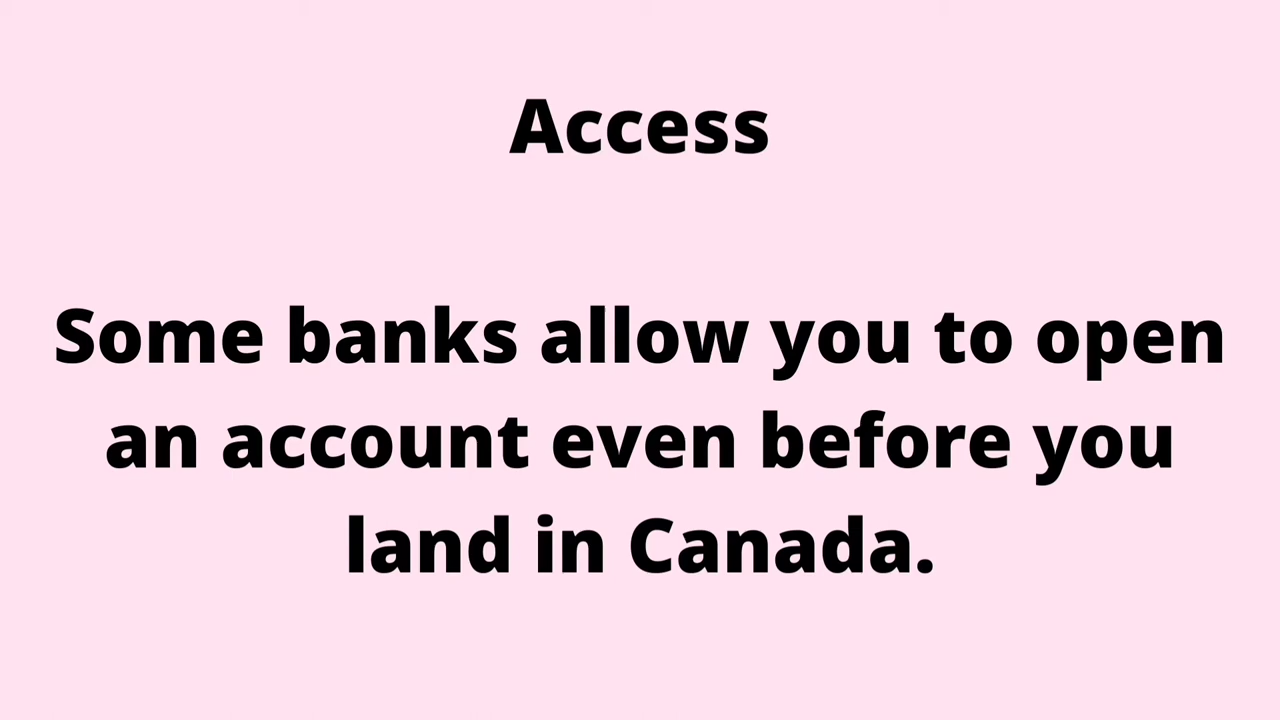 Access
Some banks allow you to open
an account even before you
land in Canada.